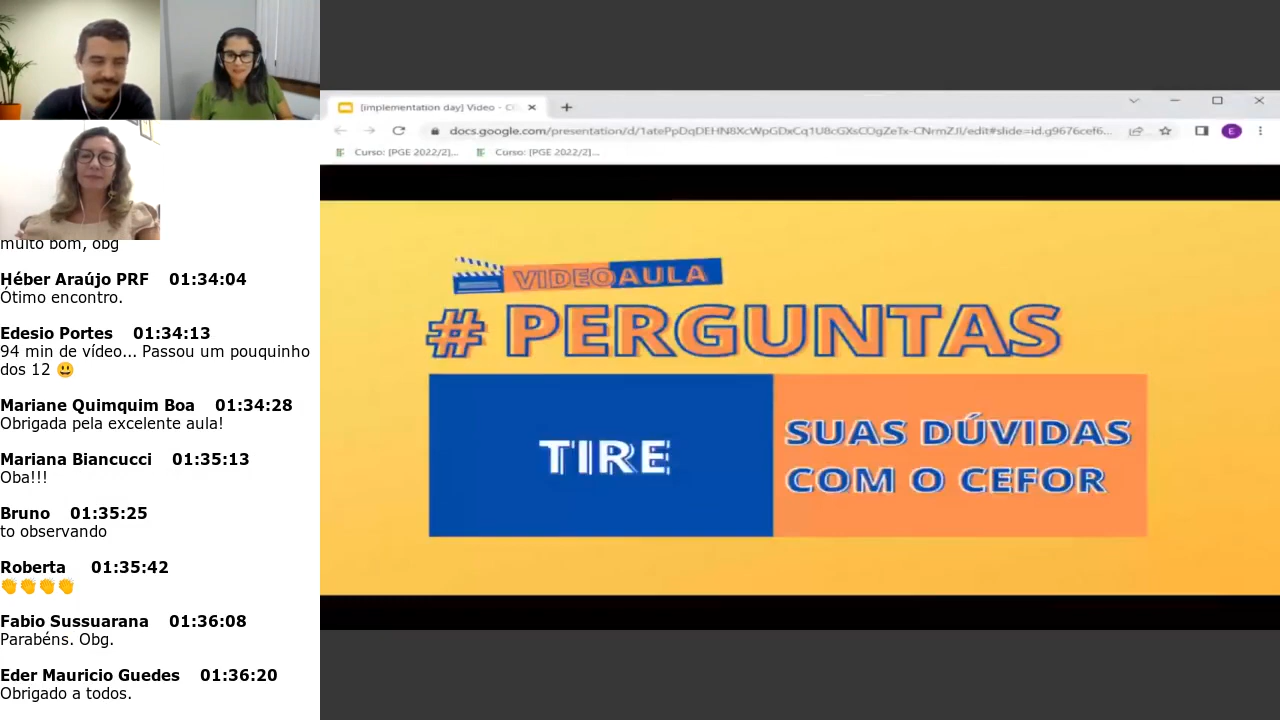 muito bom, obg
Héber Araújo PRF 01:34:04
Ótimo encontro.
Edesio Portes 01:34:13
94 min de vídeo... Passou um pouquinho
dos 12 😃
Mariane Quimquim Boa 01:34:28
Obrigada pela excelente aula!
Mariana Biancucci 01:35:13
Oba!!!
Bruno 01:35:25
to observando
Roberta 01:35:42
👏👏👏👏
Fabio Sussuarana 01:36:08
Parabéns. Obg.
Eder Mauricio Guedes 01:36:20
Obrigado a todos.
[implementation day] Video - 
Curso: [PGE 2022/2]... Curso: [PGE 2022/2]...
E
VIDEOAULA
# PERGUNTAS
TIRE
SUAS DÚVIDAS
COM O CEFOR